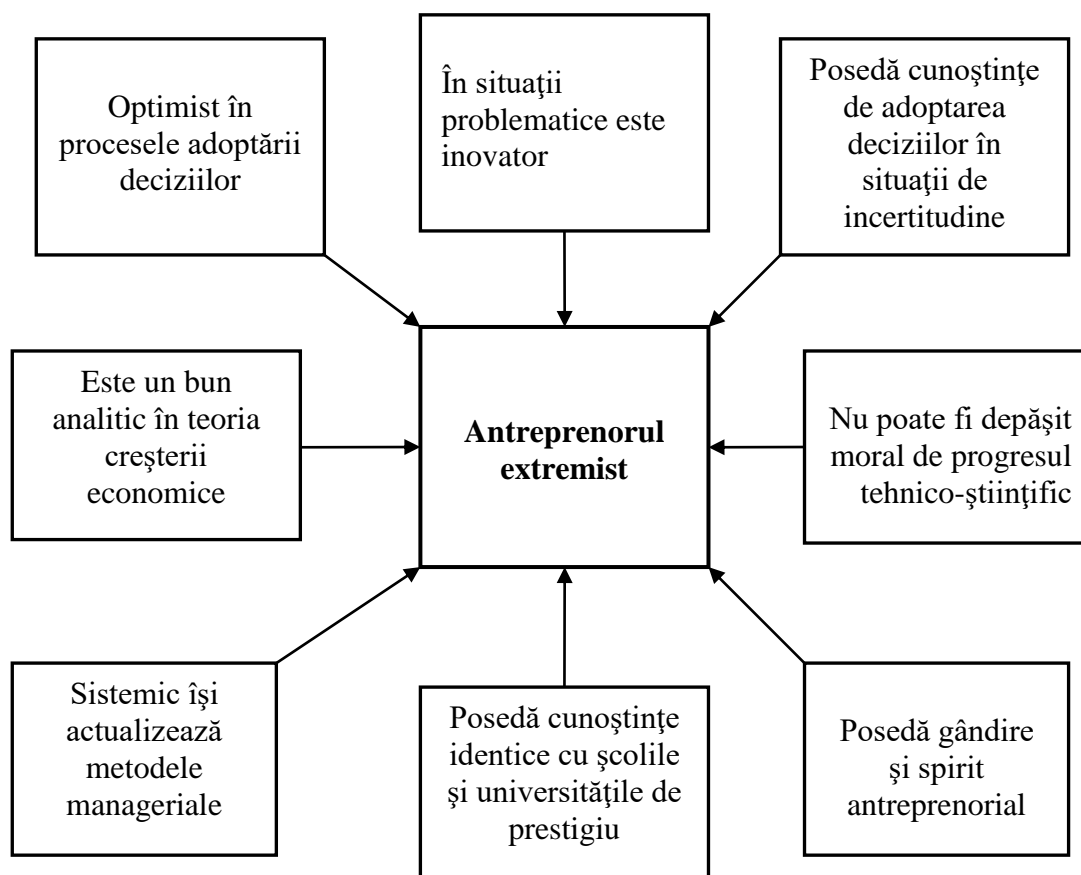 Optimist în
procesele adoptării
deciziilor
În situaţii
problematice este
inovator
Posedă cunoştinţe
de adoptarea
deciziilor în
situaţii de
incertitudine
Este un bun
analitic în teoria
creşterii
economice
Antreprenorul
extremist
Nu poate fi depăşit
moral de progresul
tehnico-ştiinţific
Sistemic îşi
actualizează
metodele
manageriale
Posedă cunoştinţe
identice cu şcolile
şi universităţile de
prestigiu
Posedă gândire
şi spirit
antreprenorial